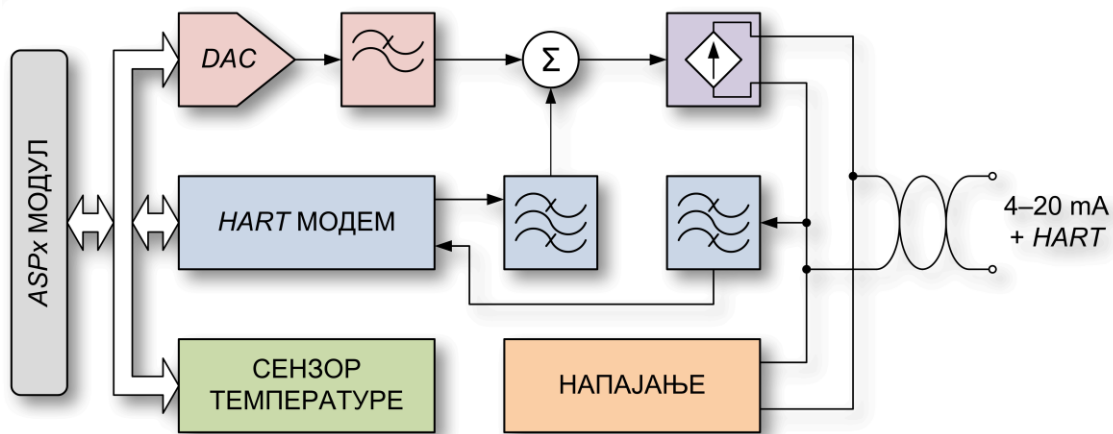 ASPx МОДУЛ
DAC
Σ
HART МОДЕМ
4–20 mA
+ HART
СЕНЗОР
ТЕМПЕРАТУРЕ
НАПАЈАЊЕ